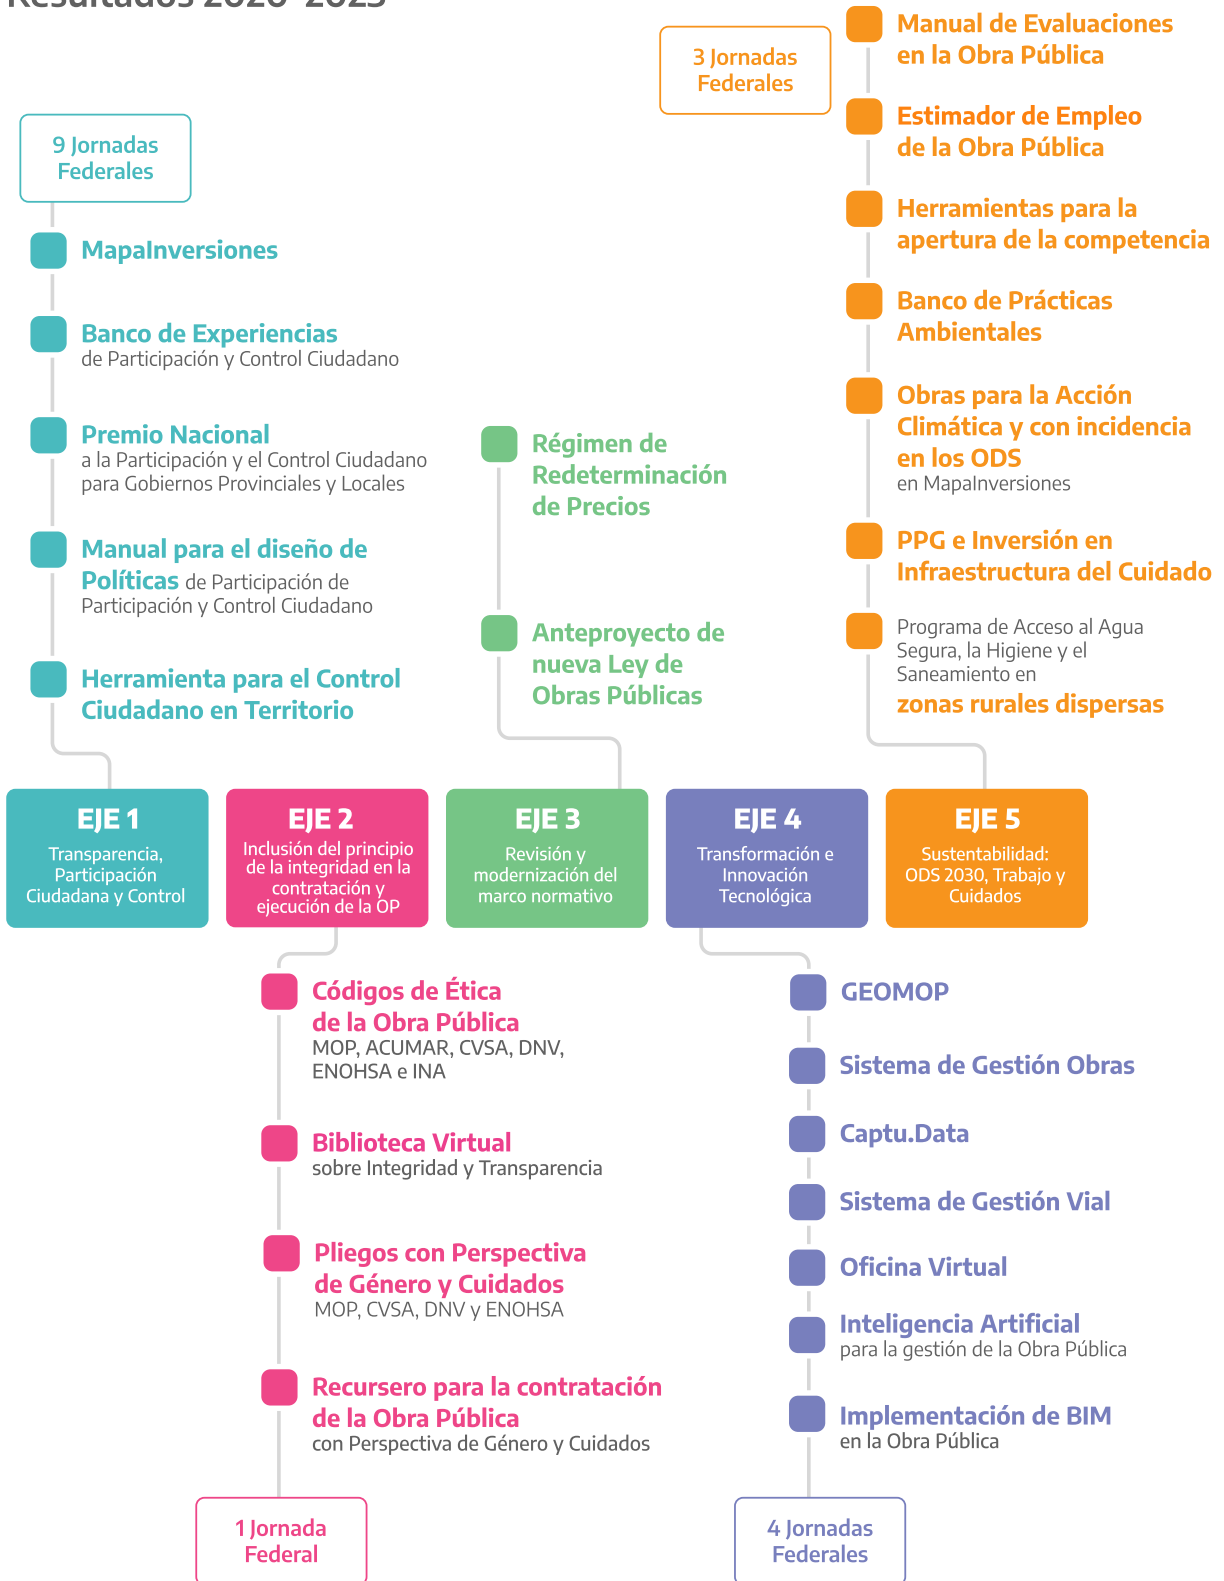 Resultados 2020-2023
9 Jornadas
Federales
MapaInversiones
Banco de Experiencias
de Participación y Control Ciudadano
Premio Nacional
a la Participación y el Control Ciudadano
para Gobiernos Provinciales y Locales
Manual para el diseño de
Políticas de Participación de
Participación y Control Ciudadano
Herramienta para el Control
Ciudadano en Territorio
Régimen de
Redeterminación
de Precios
Anteproyecto de
nueva Ley de
Obras Públicas
3 Jornadas
Federales
Manual de Evaluaciones
en la Obra Pública
Estimador de Empleo
de la Obra Pública
Herramientas para la
apertura de la competencia
Banco de Prácticas
Ambientales
Obras para la Acción
Climática y con incidencia
en los ODS
en MapaInversiones
PPG e Inversión en
Infraestructura del Cuidado
Programa de Acceso al Agua
Segura, la Higiene y el
Saneamiento en
zonas rurales dispersas
EJE 1
Transparencia,
Participación
Ciudadana y Control
EJE 2
Inclusión del principio
de la integridad en la
contratación y
ejecución de la OP
EJE 3
Revisión y
modernización del
marco normativo
EJE 4
Transformación e
Innovación
Tecnológica
EJE 5
Sustentabilidad:
ODS 2030, Trabajo y
Cuidados
Códigos de Ética
de la Obra Pública
MOP, ACUMAR, CVSA, DNV,
ENOHSA e INA
Biblioteca Virtual
sobre Integridad y Transparencia
Pliegos con Perspectiva
de Género y Cuidados
MOP, CVSA, DNV y ENOHSA
Recursero para la contratación
de la Obra Pública
con Perspectiva de Género y Cuidados
1 Jornada
Federal
GEOMOP
Sistema de Gestión Obras
Captu.Data
Sistema de Gestión Vial
Oficina Virtual
Inteligencia Artificial
para la gestión de la Obra Pública
Implementación de BIM
en la Obra Pública
4 Jornadas
Federales